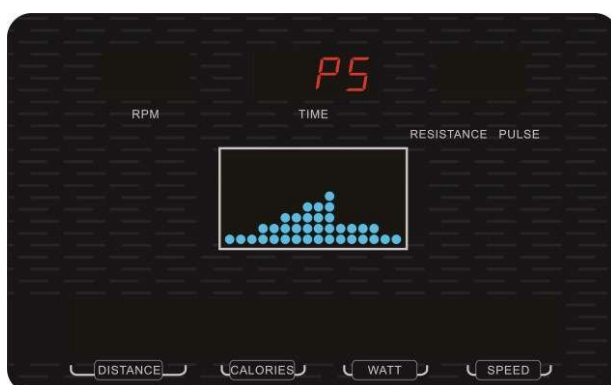 P5
RPM
TIME
RESISTANCE PULSE
DISTANCE
CALORIES
WATT
SPEED